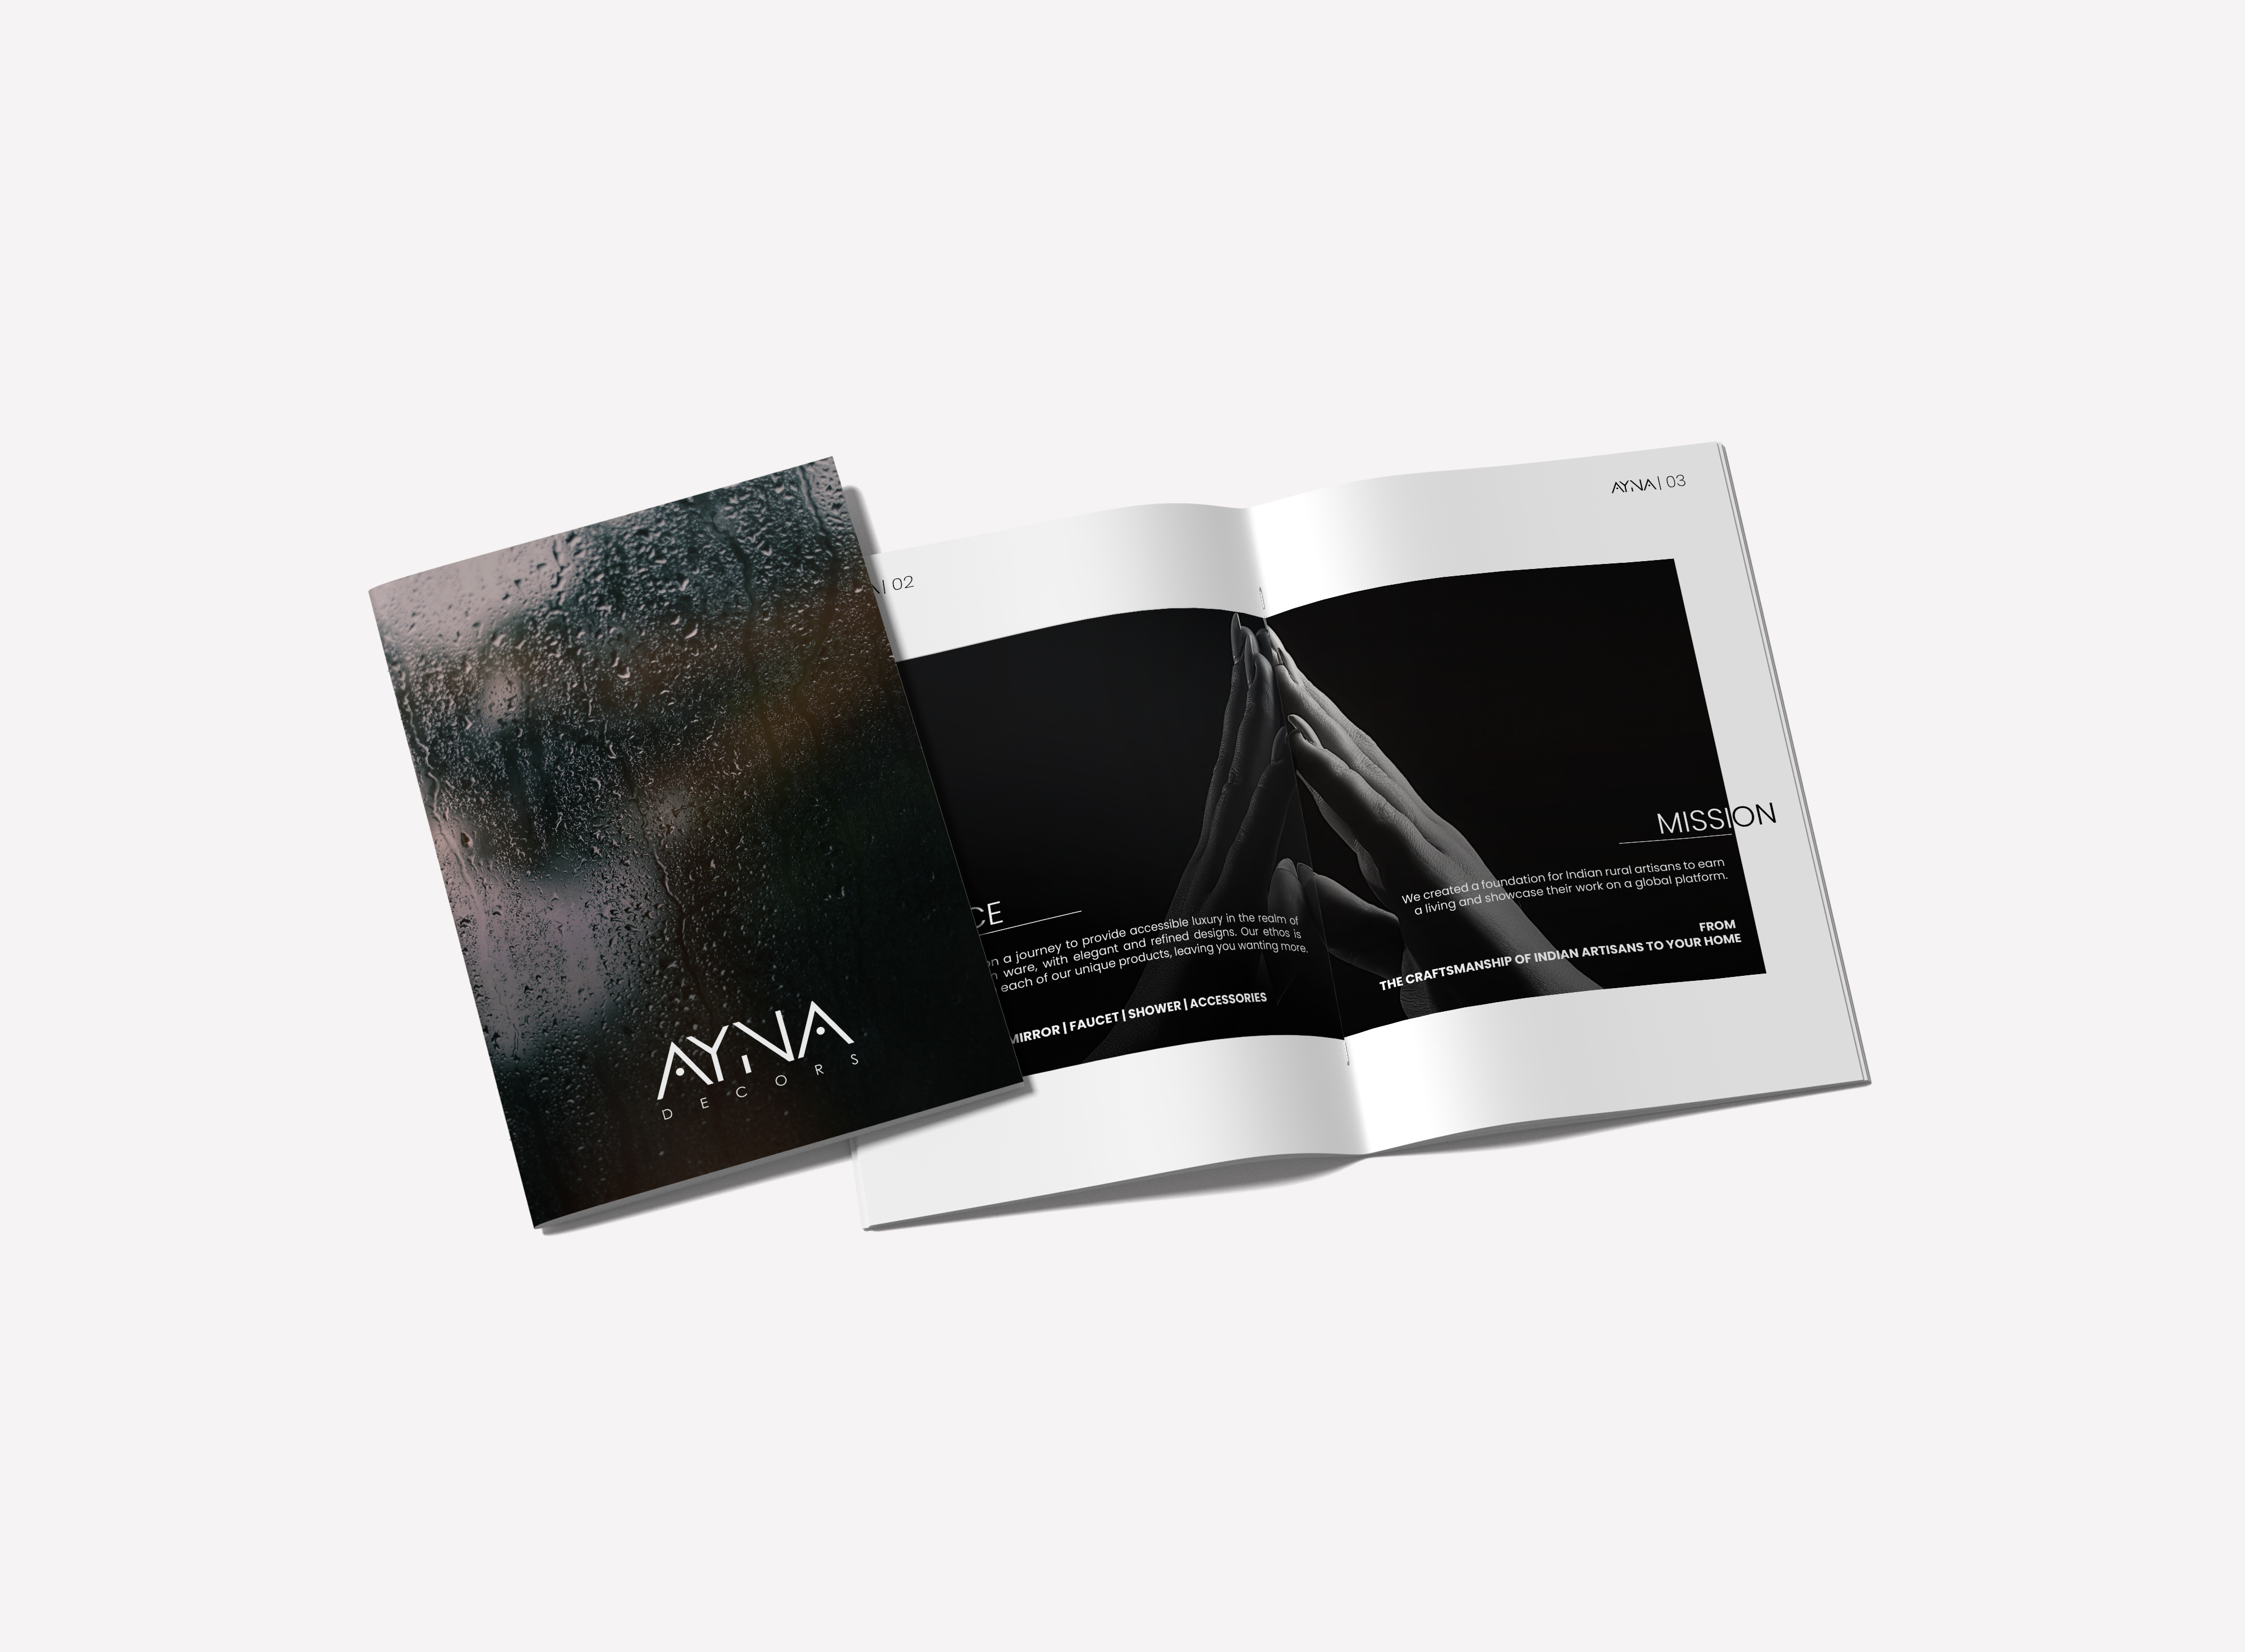 AYNA
DECORS
| 02
CE
a journey to provide accessible luxury in the realm of
ware, with elegant and refined designs. Our ethos is
each of our unique products, leaving you wanting more.
MIRROR | FAUCET | SHOWER | ACCESSORIES
AYNA | 03
MISSION
We created a foundation for Indian rural artisans to earn
a living and showcase their work on a global platform.
FROM
THE CRAFTSMANSHIP OF INDIAN ARTISANS TO YOUR HOME